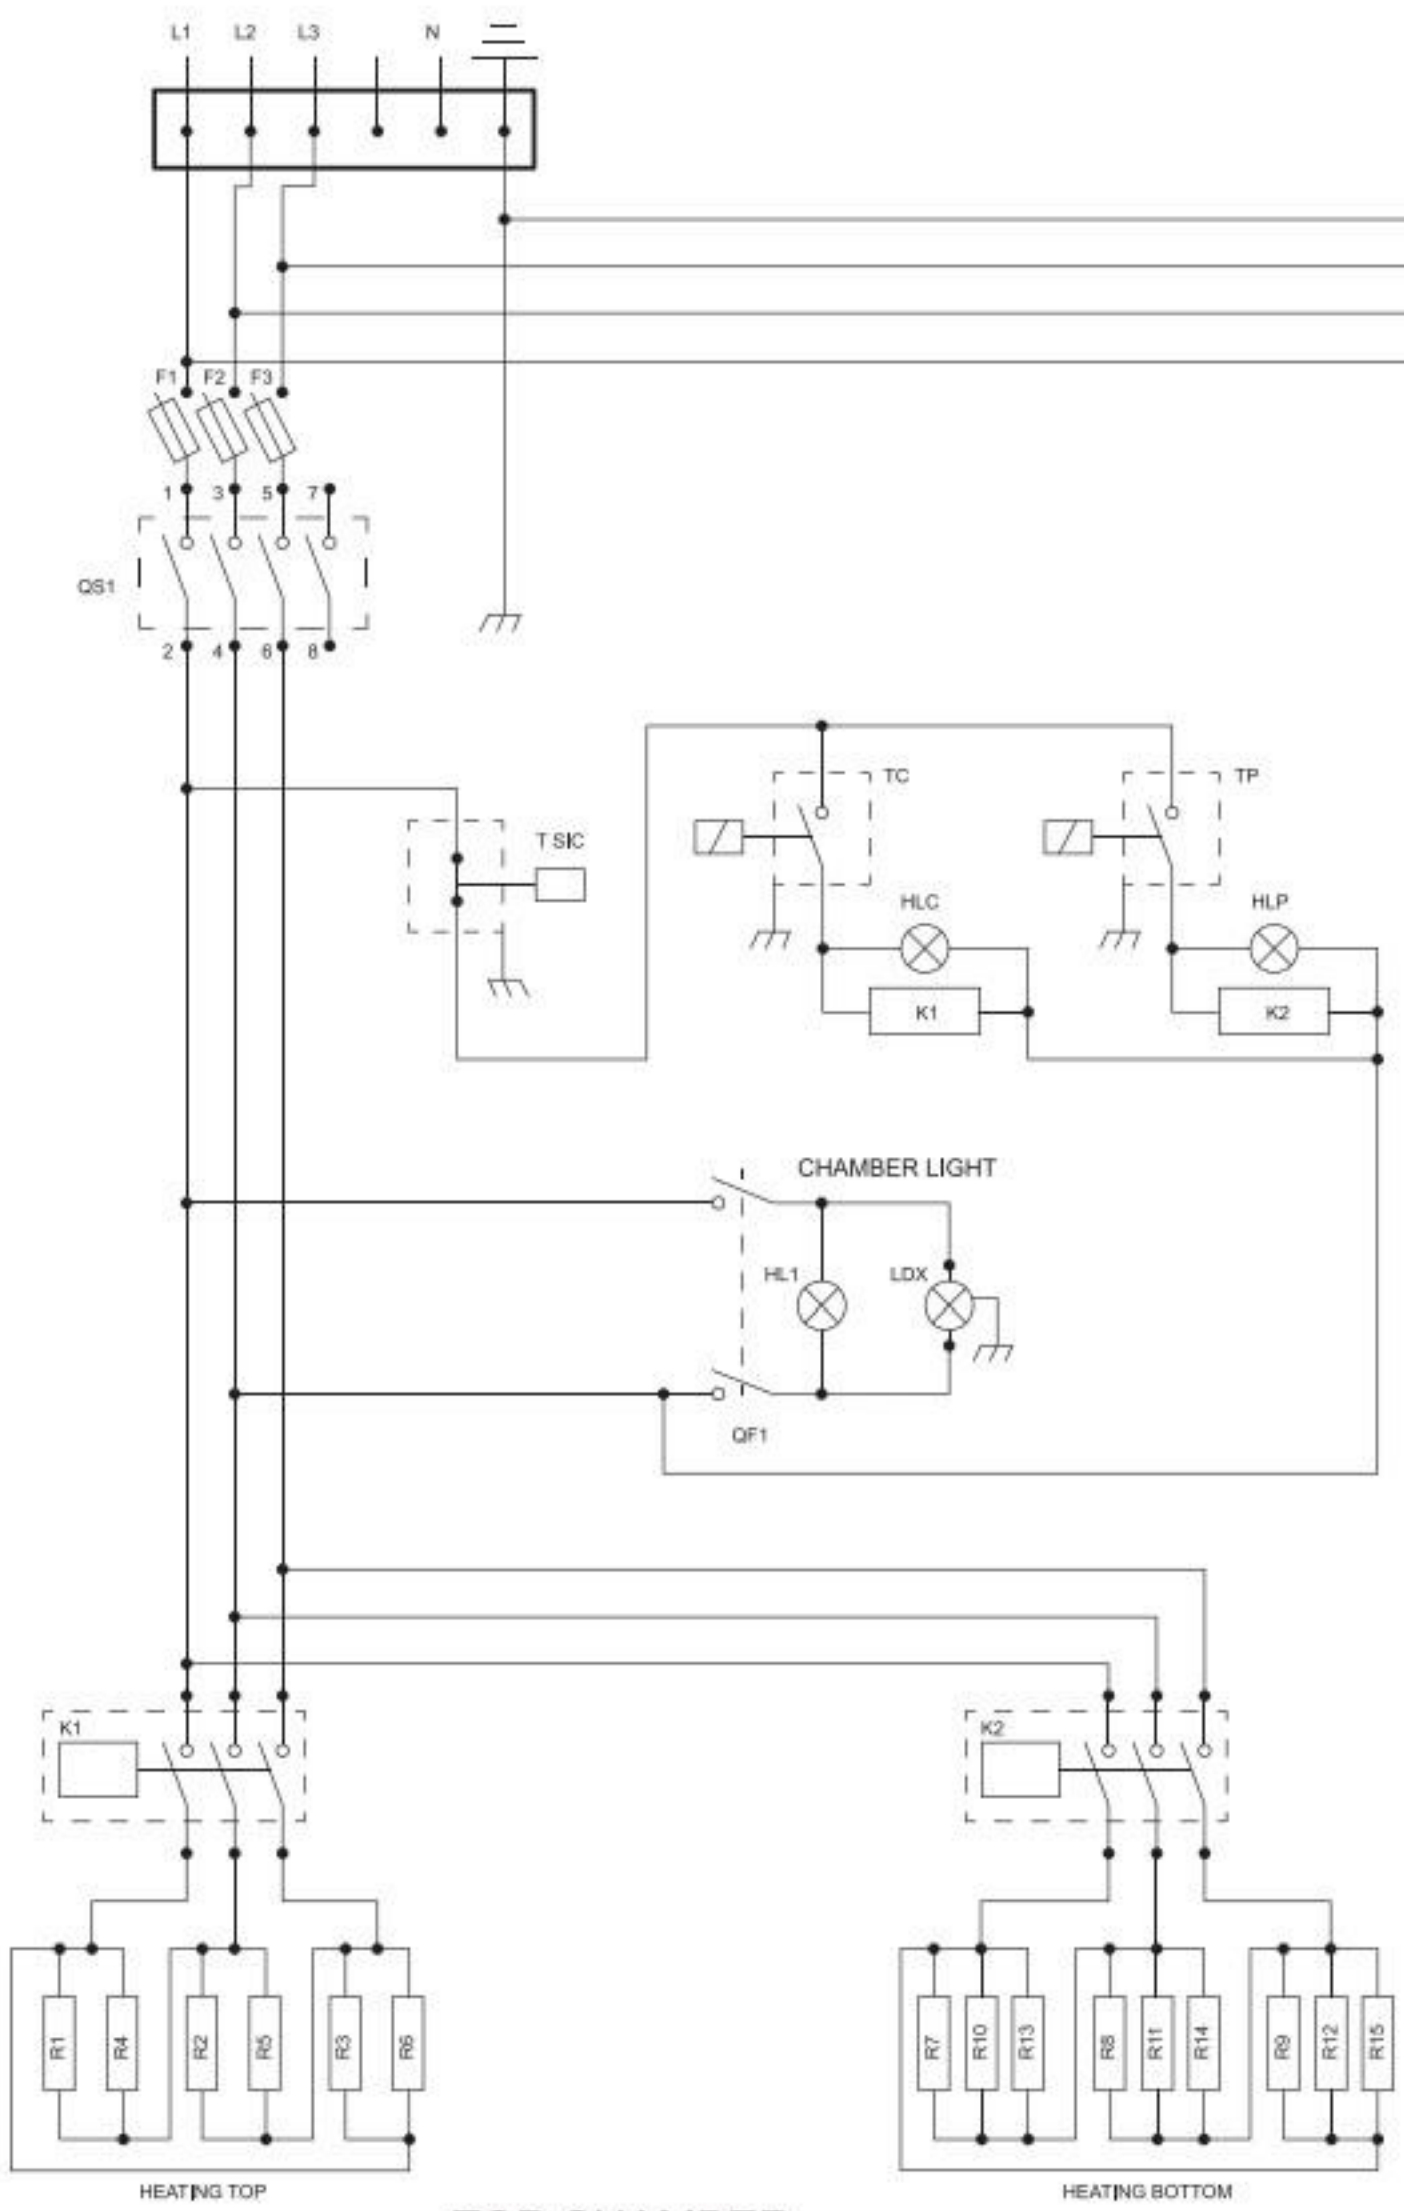 L1 L2 L3 N
F1 F2 F3
1 3 5 7
QS1
2 4 6 8
TC TP
T SIC
HLC HLP
K1 K2
CHAMBER LIGHT
HL1 LDX
QF1
K1 K2
R1 R4 R2 R5 R3 R6 R7 R10 R13 R8 R11 R14 R9 R12 R15
HEATING TOP HEATING BOTTOM